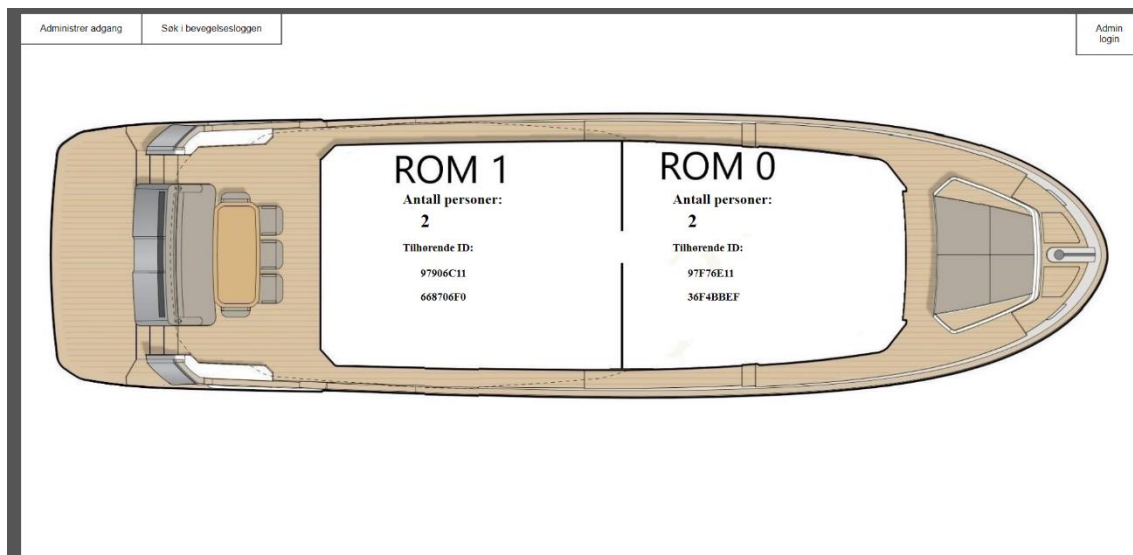 Administrer adgang
Søk i bevegelsesloggen
Admin
login
ROM 1
Antall personer:
2
Tilhørende ID:
97906C11
668706F0
ROM 0
Antall personer:
2
Tilhørende ID:
97F76E11
36F4BBEF